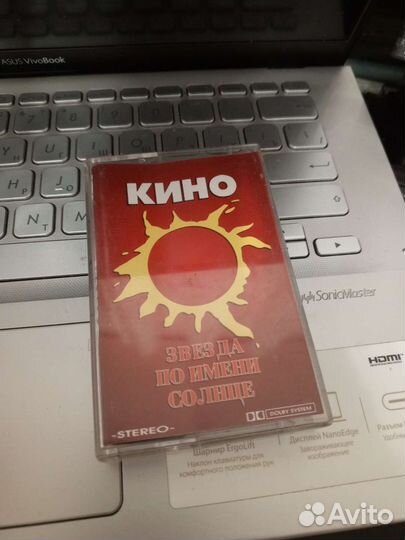 ASUS VivoBook
КИНО
ЗВЕЗДА
ПО ИМЕНИ
СОЛНЦЕ
-STEREO-
DOLBY SYSTEM
SonicMaster
HDMI
Шарнир ErgoLift
Наклон клавиатуры для
комфортного положения рук
Дисплей NanoEdge
Завораживающее
изображение
Разъем
Avito